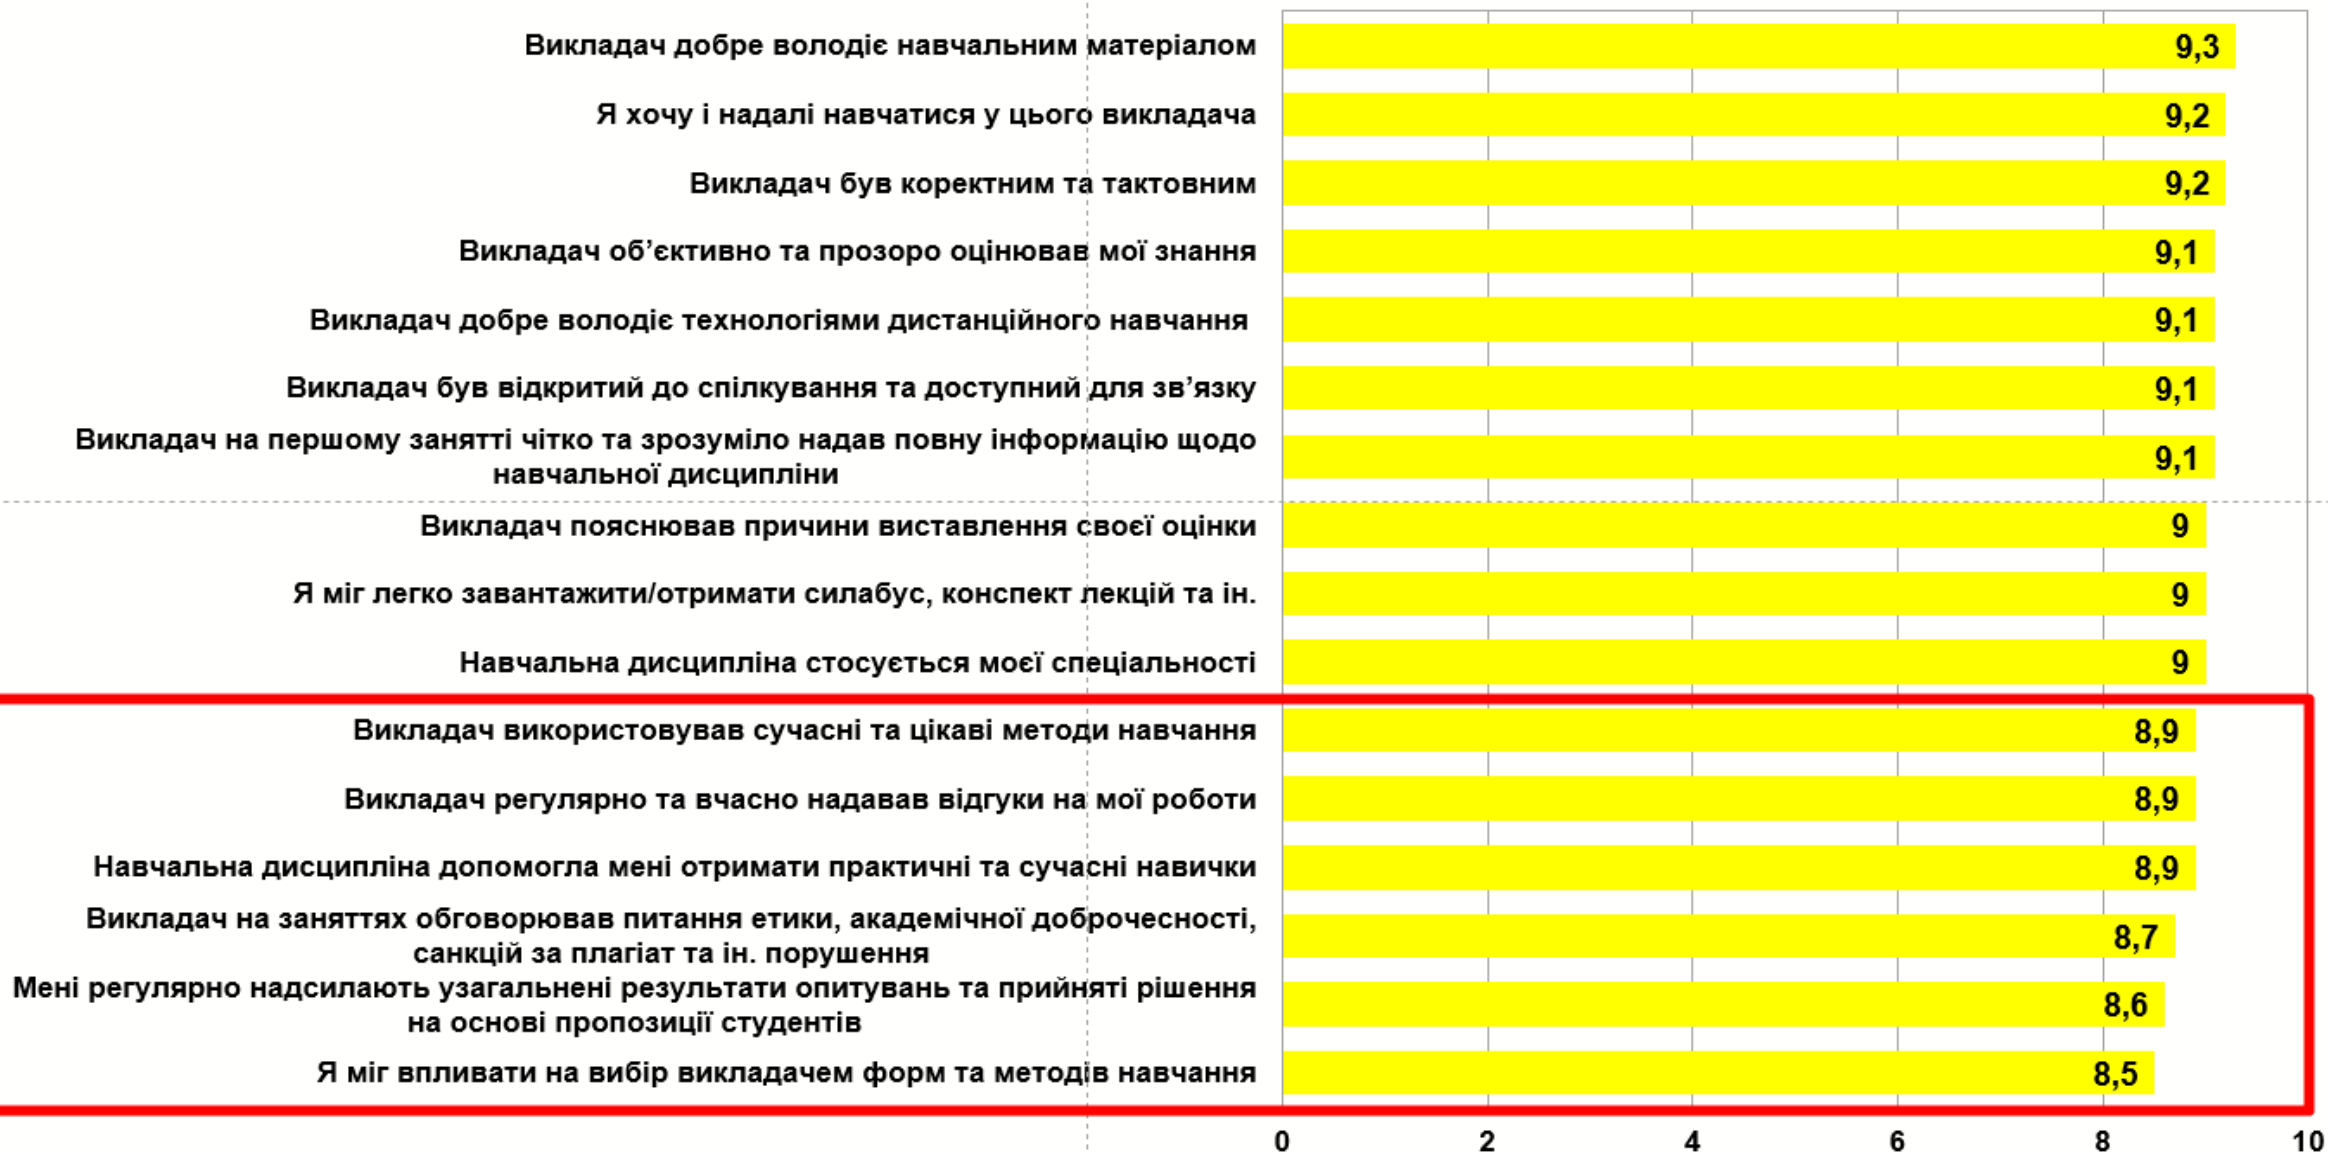 Викладач добре володіє навчальним матеріалом 9,3
Я хочу і надалі навчатися у цього викладача 9,2
Викладач був коректним та тактовним 9,2
Викладач об’єктивно та прозоро оцінював мої знання 9,1
Викладач добре володіє технологіями дистанційного навчання 9,1
Викладач був відкритий до спілкування та доступний для зв’язку 9,1
Викладач на першому занятті чітко та зрозуміло надав повну інформацію щодо
навчальної дисципліни 9,1
Викладач пояснював причини виставлення своєї оцінки 9
Я міг легко завантажити/отримати силабус, конспект лекцій та ін. 9
Навчальна дисципліна стосується моєї спеціальності 9
Викладач використовував сучасні та цікаві методи навчання 8,9
Викладач регулярно та вчасно надавав відгуки на мої роботи 8,9
Навчальна дисципліна допомогла мені отримати практичні та сучасні навички 8,9
Викладач на заняттях обговорював питання етики, академічної доброчесності,
санкцій за плагіат та ін. порушення 8,7
Мені регулярно надсилають узагальнені результати опитувань та прийняті рішення
на основі пропозиції студентів 8,6
Я міг впливати на вибір викладачем форм та методів навчання 8,5
0 2 4 6 8 10